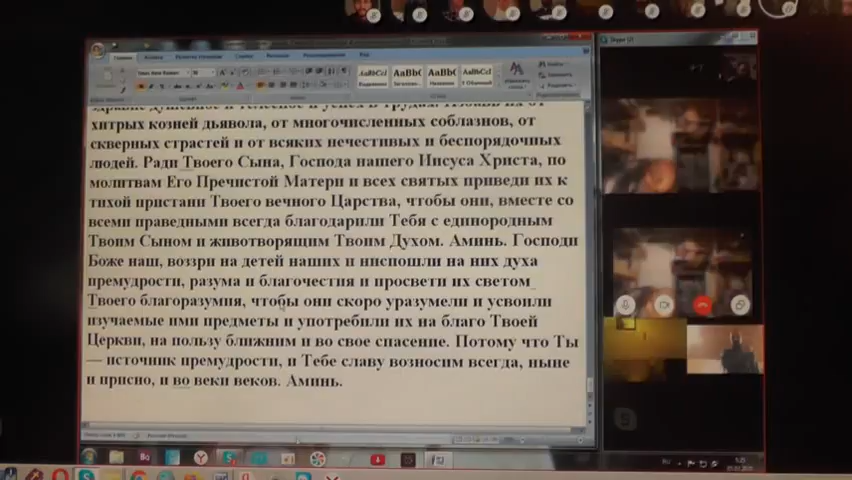 хитрых козней дьявола, от многочисленных соблазнов, от
скверных страстей и от всяких нечестивых и беспорядочных
людей. Ради Твоего Сына, Господа нашего Иисуса Христа, по
молитвам Его Пречистой Матери и всех святых приведи их к
тихой пристани Твоего вечного Царства, чтобы они, вместе со
всеми праведными всегда благодарили Тебя с единородным
Твоим Сыном и животворящим Твоим Духом. Аминь. Господи
Боже наш, воззри на детей наших и ниспошли на них духа
премудрости, разума и благочестия и просвети их светом
Твоего благоразумия, чтобы они скоро уразумели и усвоили
изучаемые ими предметы и употребили их на благо Твоей
Церкви, на пользу ближним и во свое спасение. Потому что Ты
— источник премудрости, и Тебе славу возносим всегда, ныне
и присно, и во веки веков. Аминь.